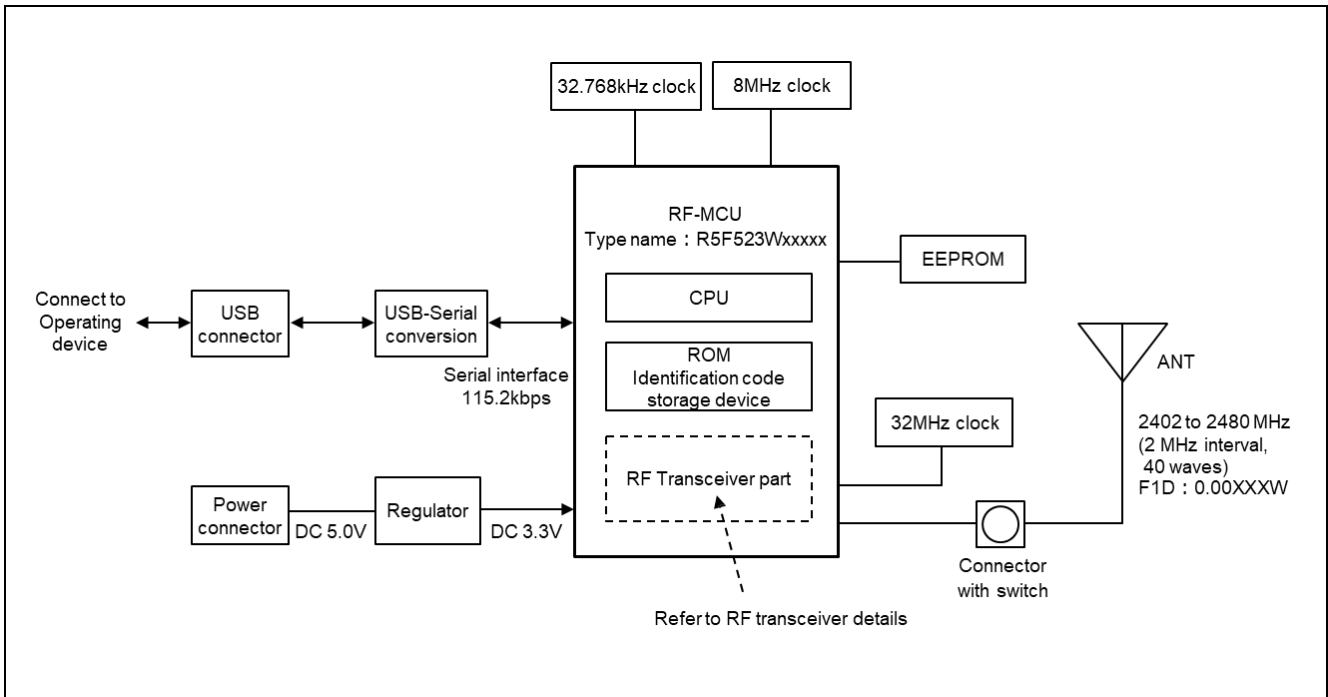 32.768kHz clock
8MHz clock
RF-MCU
Type name：R5F523Wxxxxx
CPU
ROM
Identification code
storage device
RF Transceiver part
Connect to
Operating
device
USB
connector
USB-Serial
conversion
Serial interface
115.2kbps
Power
connector
DC 5.0V
Regulator
DC 3.3V
EEPROM
32MHz clock
ANT
2402 to 2480 MHz
(2 MHz interval,
40 waves)
F1D：0.00XXXW
Connector
with switch
Refer to RF transceiver details